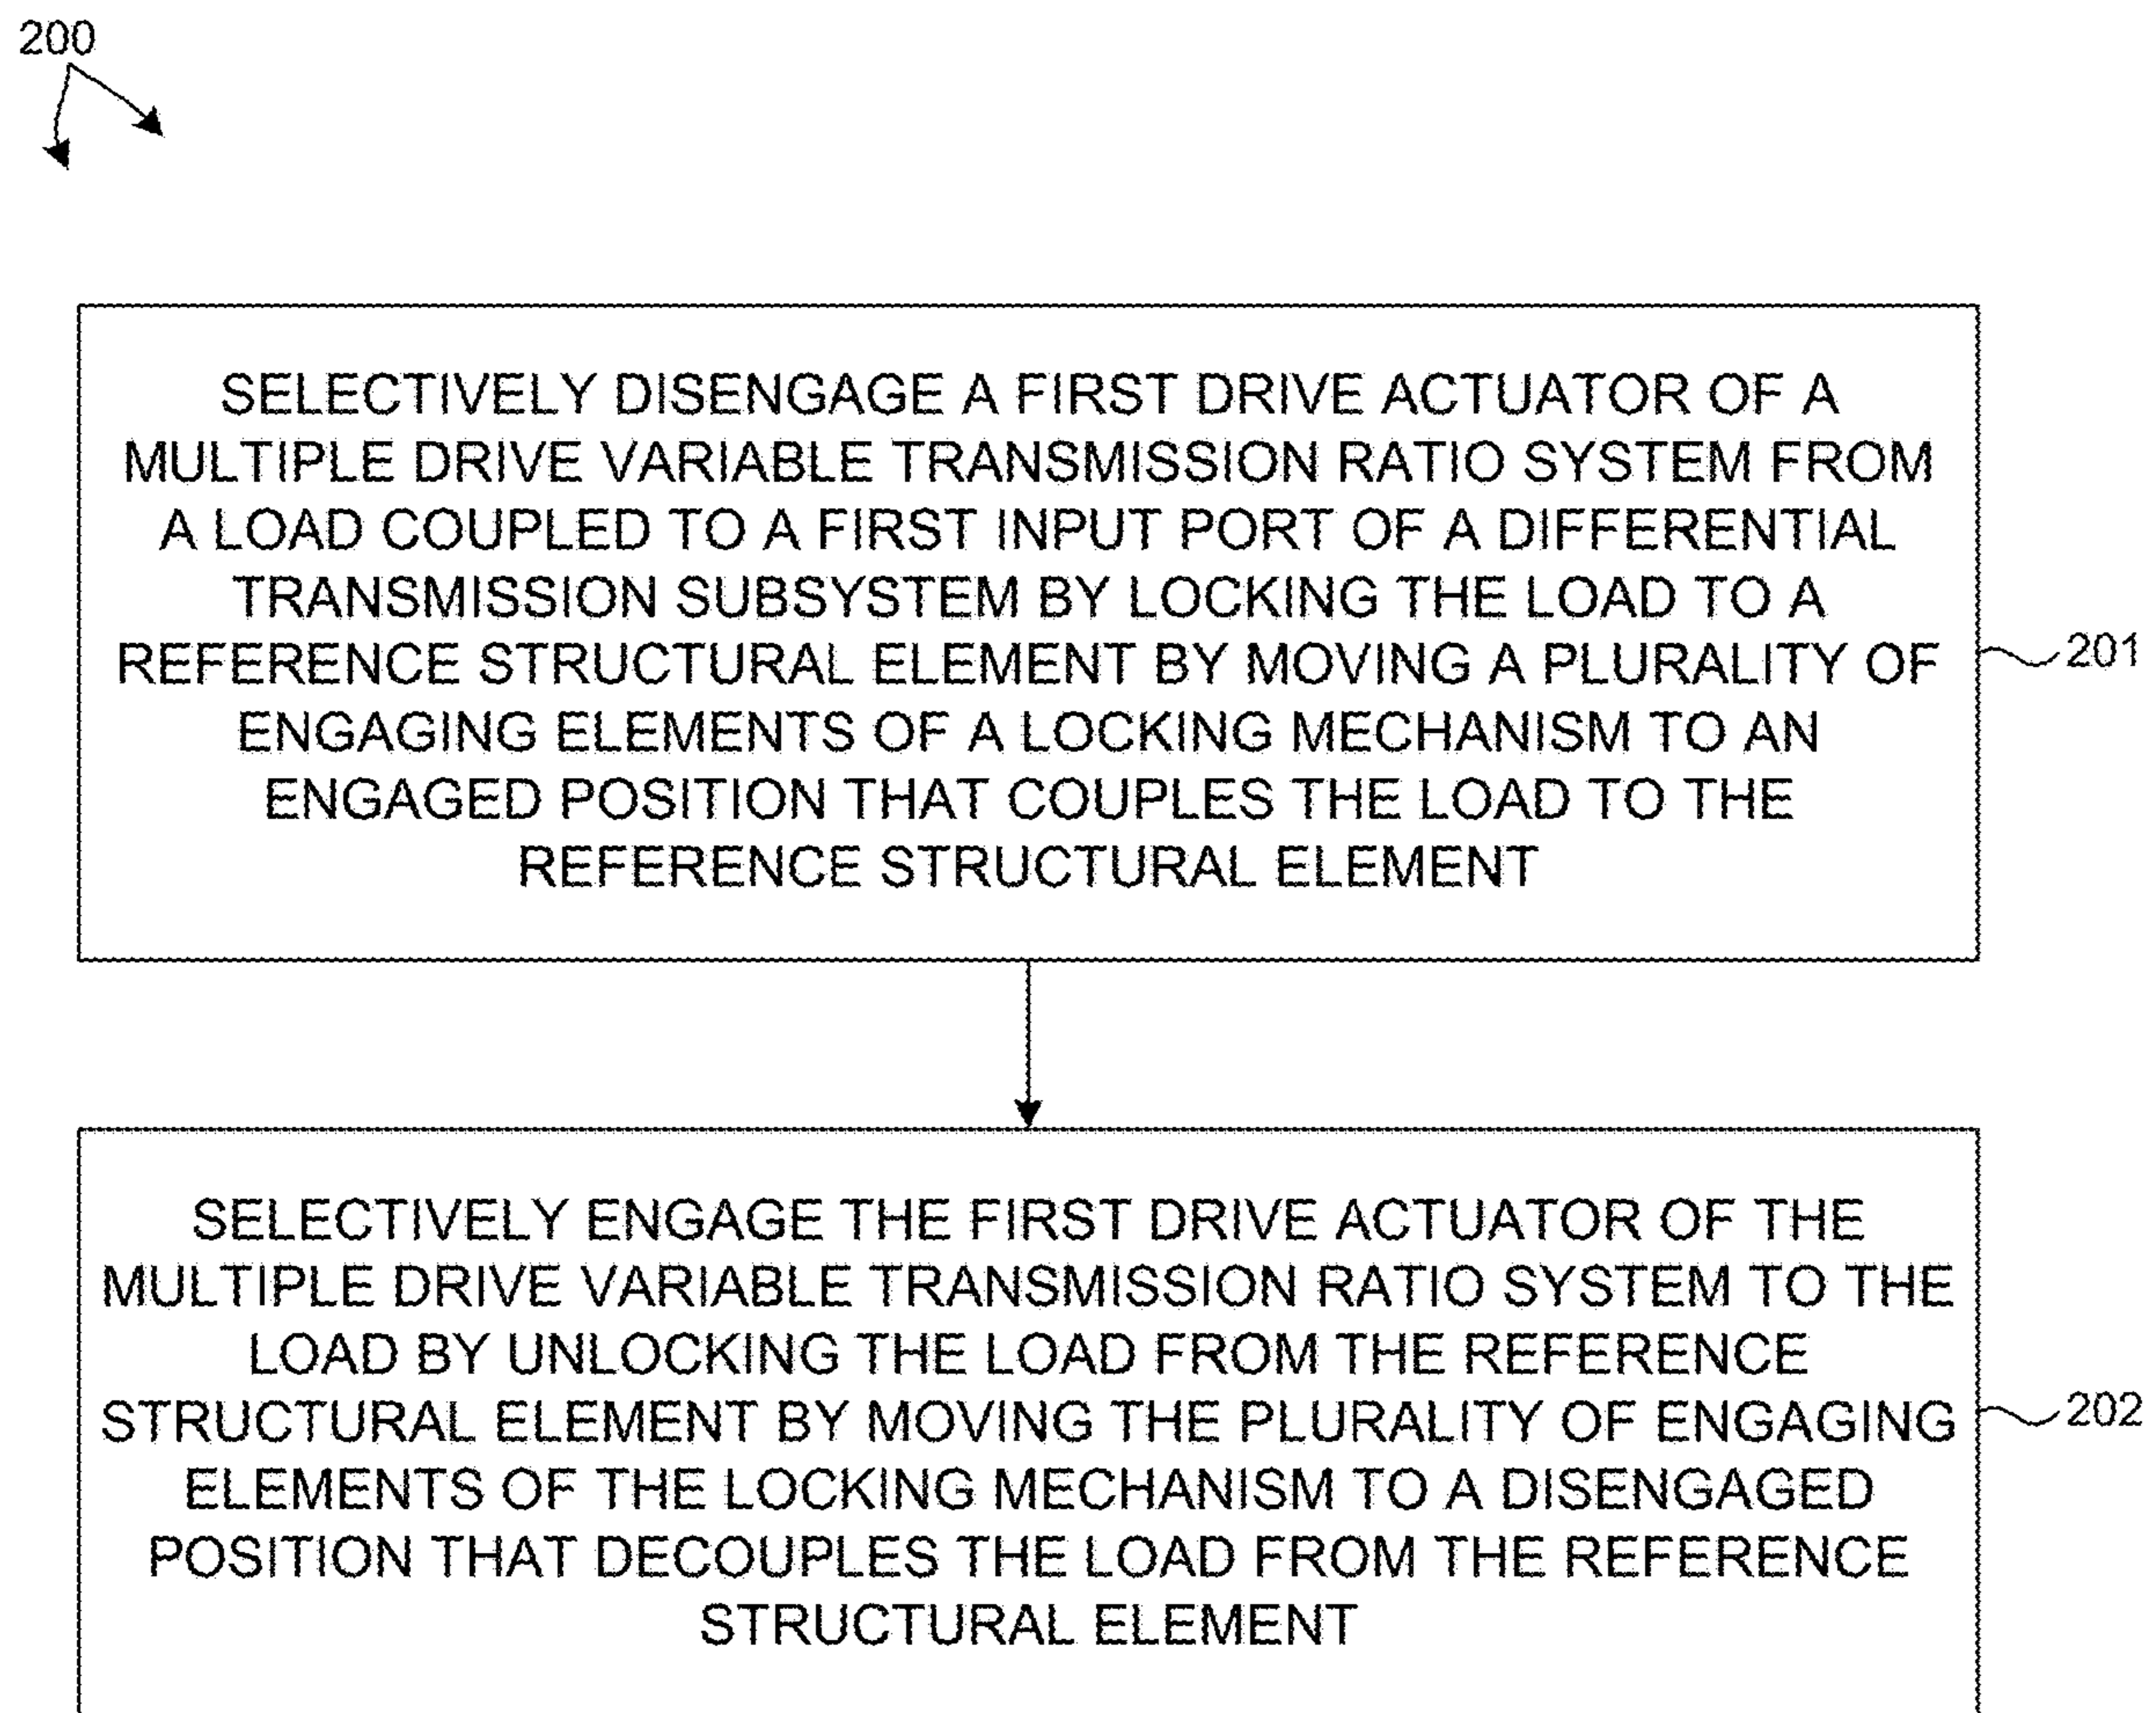 200
SELECTIVELY DISENGAGE A FIRST DRIVE ACTUATOR OF A
MULTIPLE DRIVE VARIABLE TRANSMISSION RATIO SYSTEM FROM
A LOAD COUPLED TO A FIRST INPUT PORT OF A DIFFERENTIAL
TRANSMISSION SUBSYSTEM BY LOCKING THE LOAD TO A
REFERENCE STRUCTURAL ELEMENT BY MOVING A PLURALITY OF
ENGAGING ELEMENTS OF A LOCKING MECHANISM TO AN
ENGAGED POSITION THAT COUPLES THE LOAD TO THE
REFERENCE STRUCTURAL ELEMENT
201
SELECTIVELY ENGAGE THE FIRST DRIVE ACTUATOR OF THE
MULTIPLE DRIVE VARIABLE TRANSMISSION RATIO SYSTEM TO THE
LOAD BY UNLOCKING THE LOAD FROM THE REFERENCE
STRUCTURAL ELEMENT BY MOVING THE PLURALITY OF ENGAGING
ELEMENTS OF THE LOCKING MECHANISM TO A DISENGAGED
POSITION THAT DECOUPLES THE LOAD FROM THE REFERENCE
STRUCTURAL ELEMENT
202